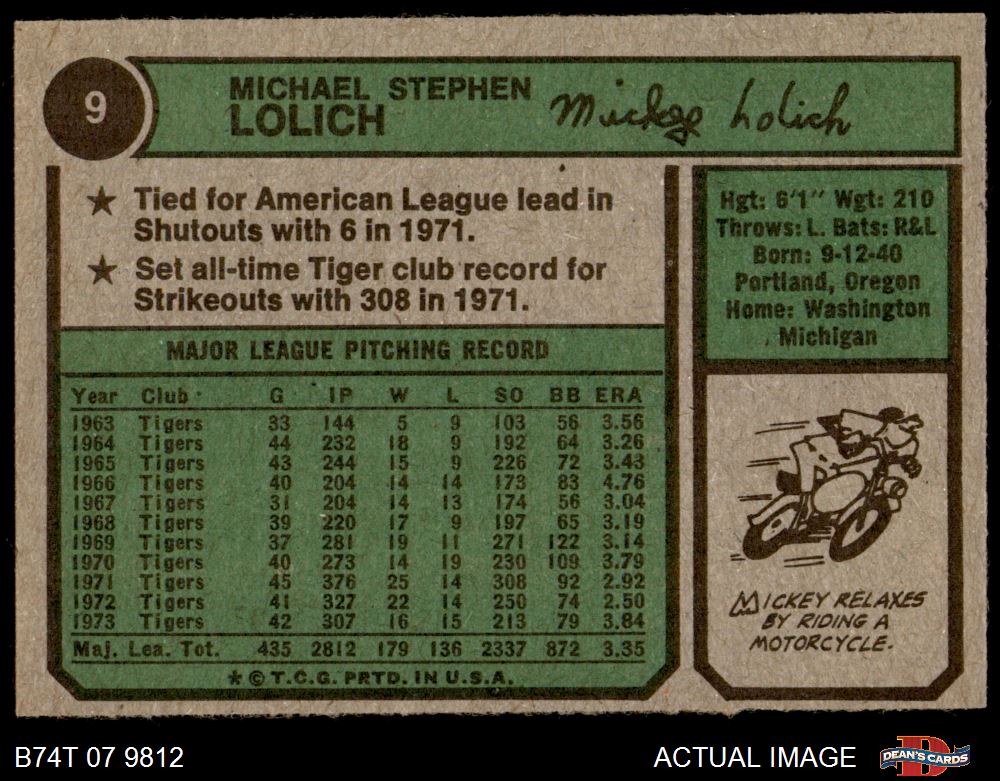 9
MICHAEL STEPHEN
LOLICH
Mickey Lolich
★ Tied for American League lead in
Shutouts with 6 in 1971.
★ Set all-time Tiger club record for
Strikeouts with 308 in 1971.
Hgt: 6'1" Wgt: 210
Throws: L. Bats: R&L
Born: 9-12-40
Portland, Oregon
Home: Washington
Michigan
MAJOR LEAGUE PITCHING RECORD
Year Club G IP W L SO BB ERA
1963 Tigers 33 144 5 9 103 56 3.56
1964 Tigers 44 232 18 9 192 64 3.26
1965 Tigers 43 244 15 9 226 72 3.43
1966 Tigers 40 204 14 14 173 83 4.76
1967 Tigers 31 204 14 13 174 56 3.04
1968 Tigers 39 220 17 9 197 65 3.19
1969 Tigers 37 281 19 11 271 122 3.14
1970 Tigers 40 273 14 19 230 109 3.79
1971 Tigers 45 376 25 14 308 92 2.92
1972 Tigers 41 327 22 14 250 74 2.50
1973 Tigers 42 307 16 15 213 79 3.84
Maj. Lea. Tot. 435 2812 179 136 2337 872 3.35
★ © T.C.G. PRTD. IN U.S.A.
MICKEY RELAXES
BY RIDING A
MOTORCYCLE.
B74T 07 9812
ACTUAL IMAGE
D
DEAN'S CARDS